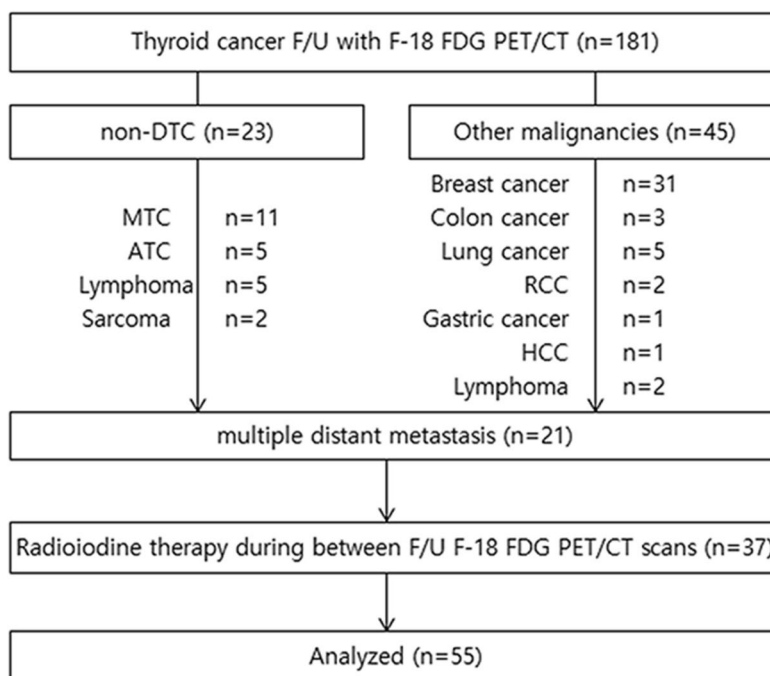 Thyroid cancer F/U with F-18 FDG PET/CT (n=181)
non-DTC (n=23)
MTC n=11
ATC n=5
Lymphoma n=5
Sarcoma n=2
Other malignancies (n=45)
Breast cancer n=31
Colon cancer n=3
Lung cancer n=5
RCC n=2
Gastric cancer n=1
HCC n=1
Lymphoma n=2
multiple distant metastasis (n=21)
Radioiodine therapy during between F/U F-18 FDG PET/CT scans (n=37)
Analyzed (n=55)